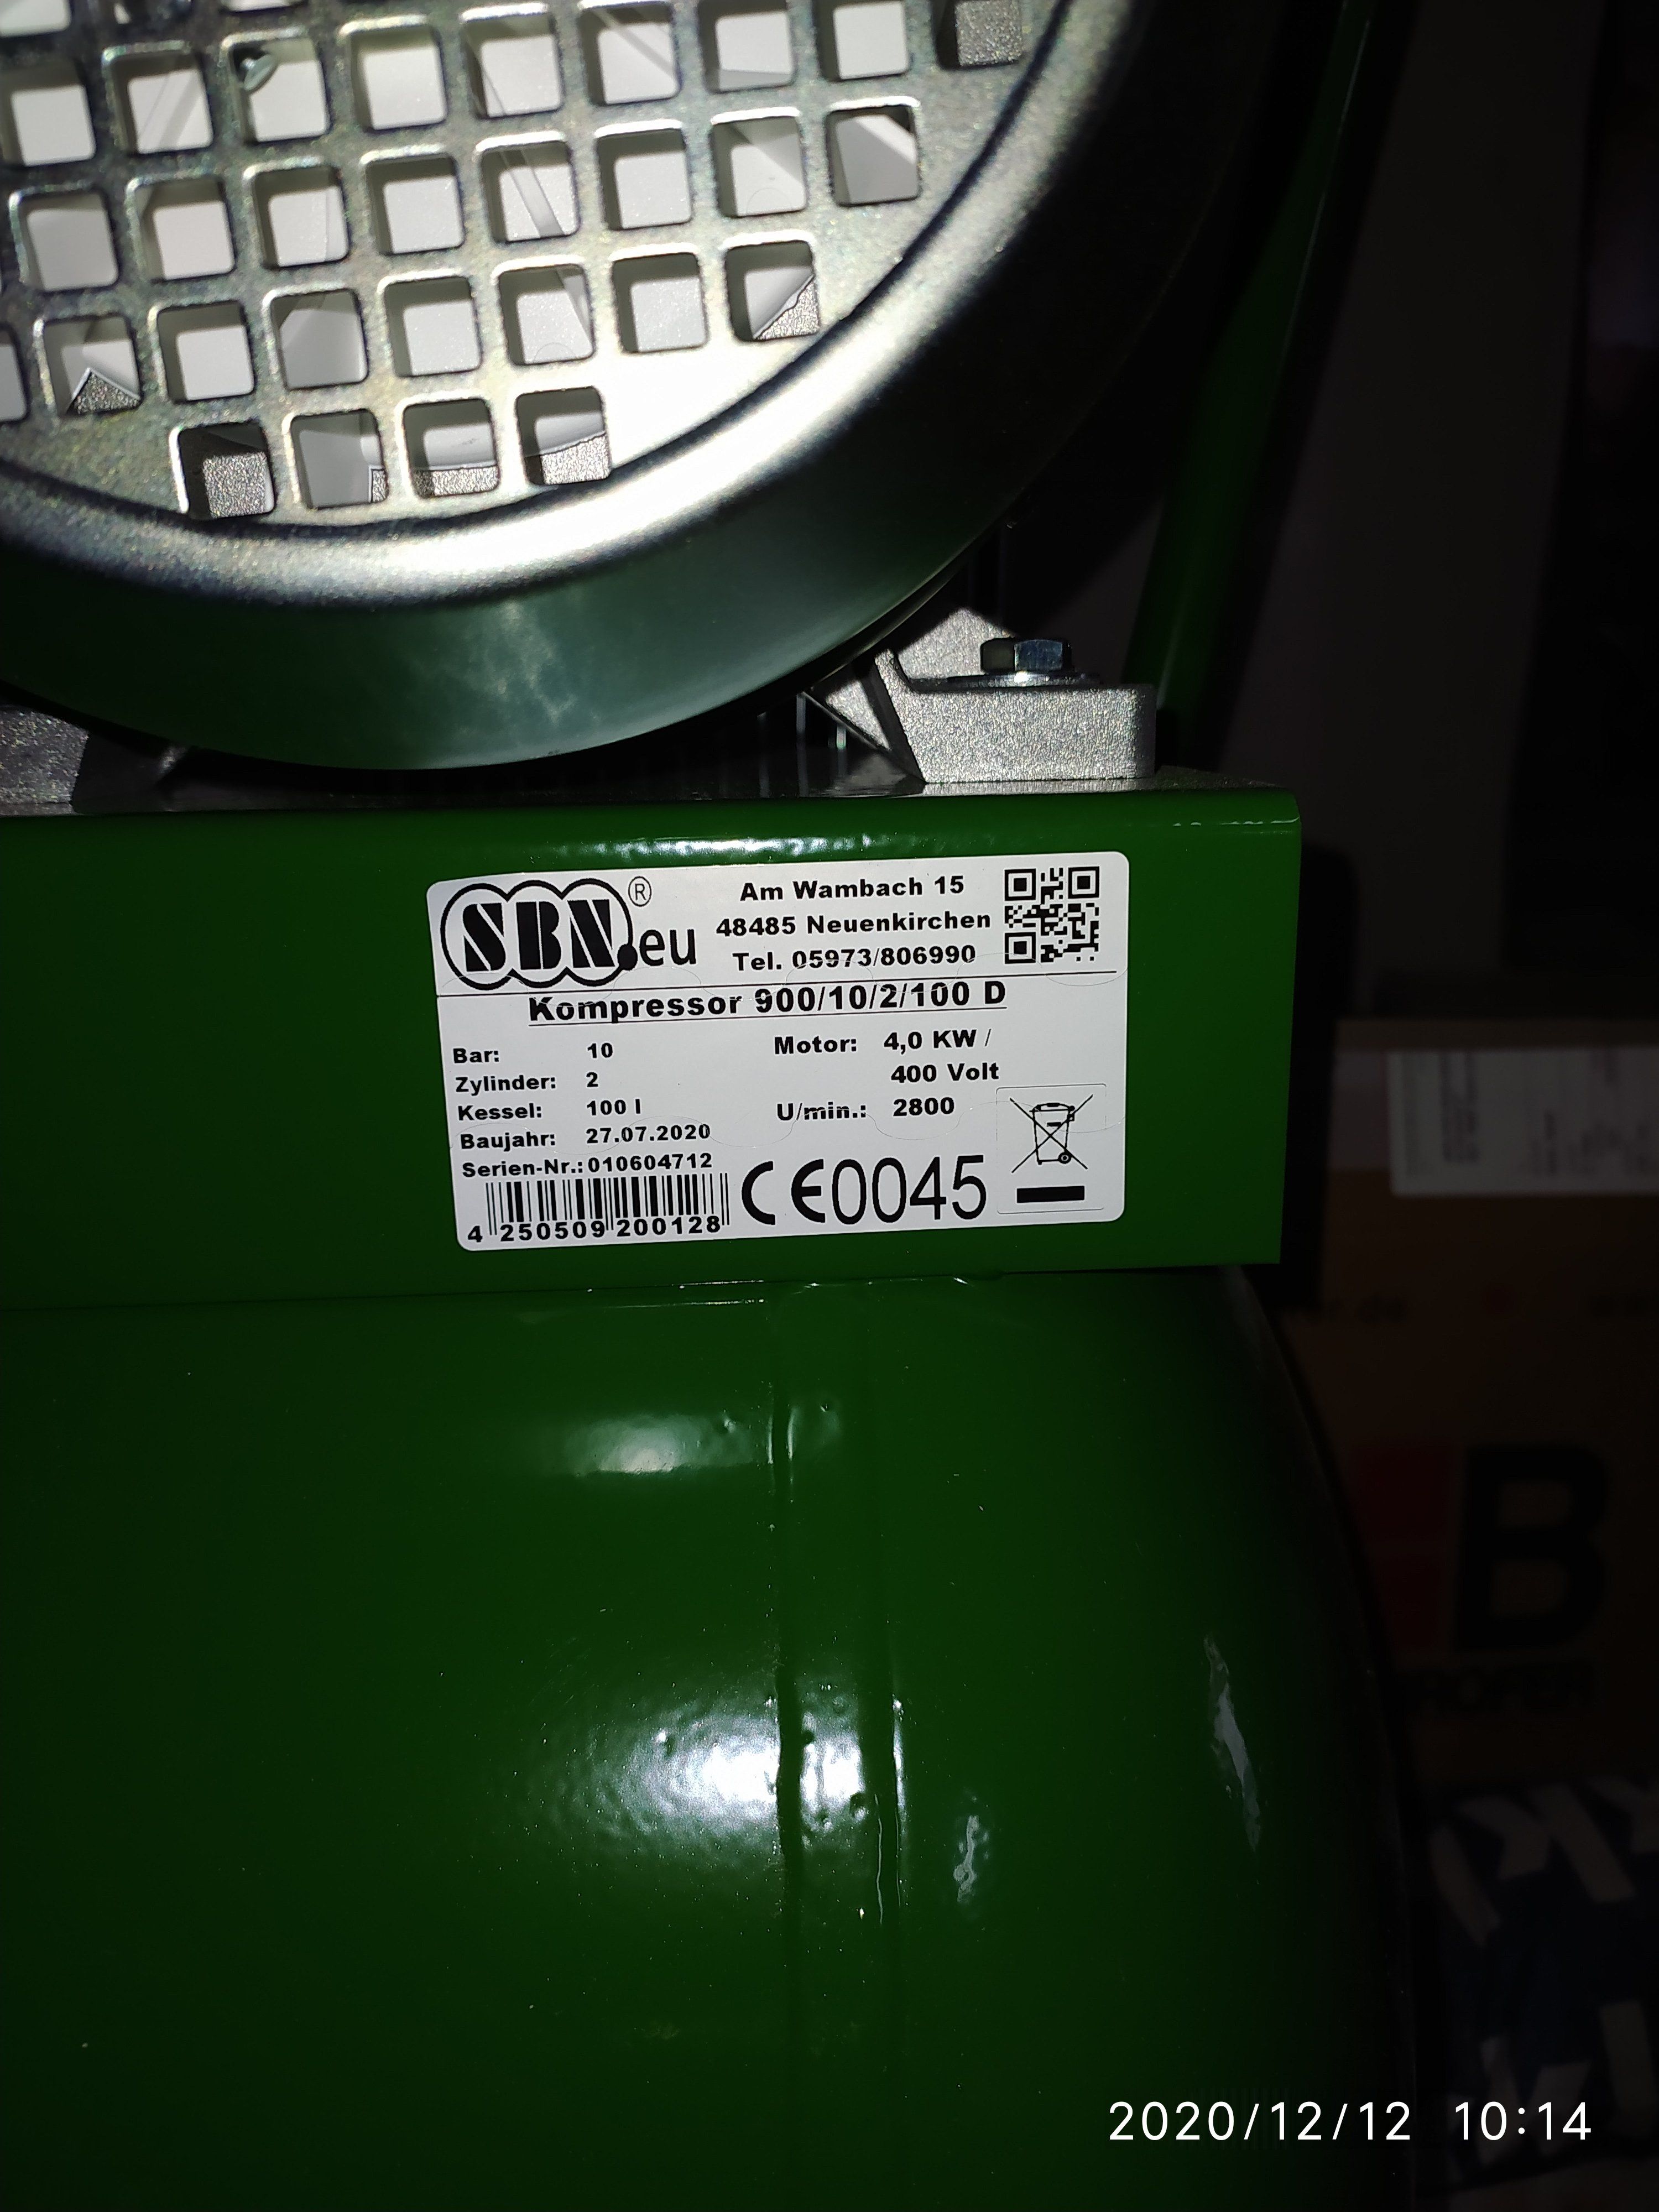 SBN.eu ®
Am Wambach 15
48485 Neuenkirchen
Tel. 05973/806990
Kompressor 900/10/2/100 D
Bar: 10
Zylinder: 2
Kessel: 100 l
Baujahr: 27.07.2020
Serien-Nr.: 010604712
4 250509 200128
Motor: 4,0 KW /
400 Volt
U/min.: 2800
CE0045
B
2020/12/12 10:14